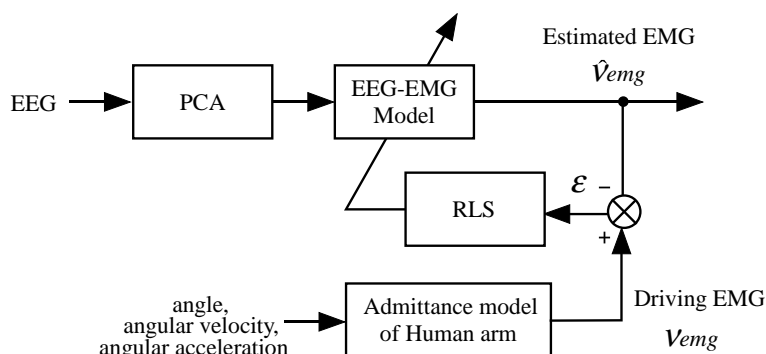 Estimated EMG
v̂emg
EEG
PCA
EEG-EMG
Model
ε
−
RLS
+
angle,
angular velocity,
angular acceleration
Admittance model
of Human arm
Driving EMG
vemg